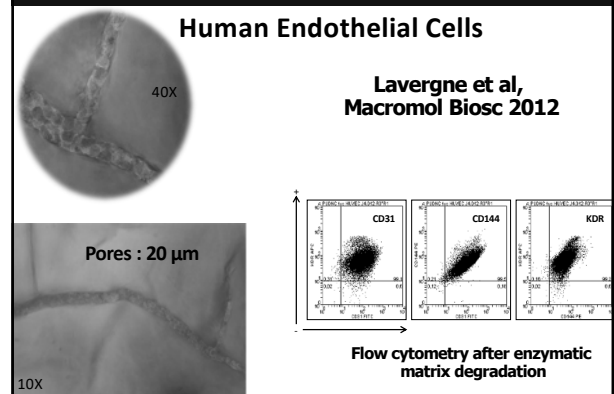 Human Endothelial Cells
40X
Lavergne et al,
Macromol Biosc 2012
Pores : 20 µm
10X
+
CD31
CD144
KDR
-
Flow cytometry after enzymatic
matrix degradation